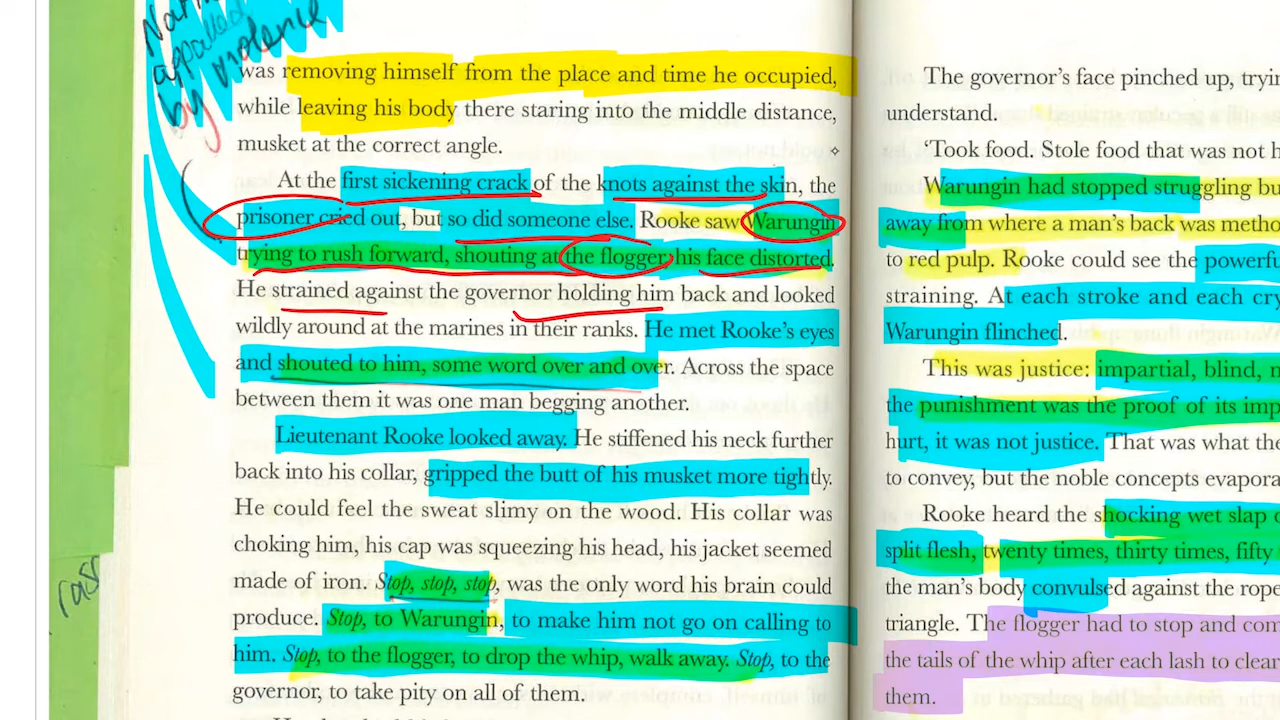 by violence
was removing himself from the place and time he occupied,
while leaving his body there staring into the middle distance,
musket at the correct angle.
At the first sickening crack of the knots against the skin, the
prisoner cried out, but so did someone else. Rooke saw Warungin
trying to rush forward, shouting at the flogger, his face distorted.
He strained against the governor holding him back and looked
wildly around at the marines in their ranks. He met Rooke’s eyes
and shouted to him, some word over and over. Across the space
between them it was one man begging another.
Lieutenant Rooke looked away. He stiffened his neck further
back into his collar, gripped the butt of his musket more tightly.
He could feel the sweat slimy on the wood. His collar was
choking him, his cap was squeezing his head, his jacket seemed
made of iron. Stop, stop, stop, was the only word his brain could
produce. Stop, to Warungin, to make him not go on calling to
him. Stop, to the flogger, to drop the whip, walk away. Stop, to the
governor, to take pity on all of them.
The governor’s face pinched up, tryin
understand.
‘Took food. Stole food that was not h
Warungin had stopped struggling bu
away from where a man’s back was metho
to red pulp. Rooke could see the powerfu
straining. At each stroke and each cry
Warungin flinched.
This was justice: impartial, blind, n
the punishment was the proof of its imp
hurt, it was not justice. That was what the
to convey, but the noble concepts evapora
Rooke heard the shocking wet slap o
split flesh, twenty times, thirty times, fifty
the man’s body convulsed against the rope
triangle. The flogger had to stop and com
the tails of the whip after each lash to clear
them.